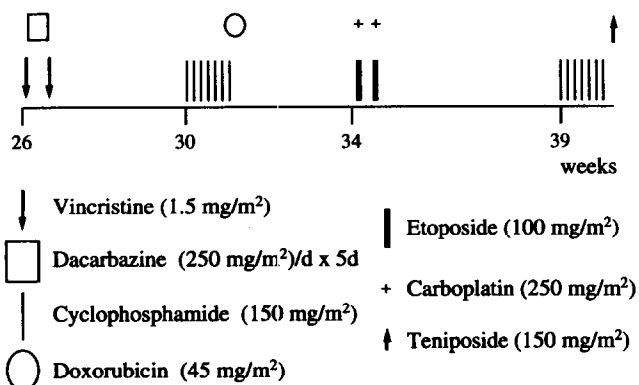 26 30 34 39
weeks
Vincristine (1.5 mg/m²)
Dacarbazine (250 mg/m²)/d x 5d
Cyclophosphamide (150 mg/m²)
Doxorubicin (45 mg/m²)
Etoposide (100 mg/m²)
+ Carboplatin (250 mg/m²)
Teniposide (150 mg/m²)